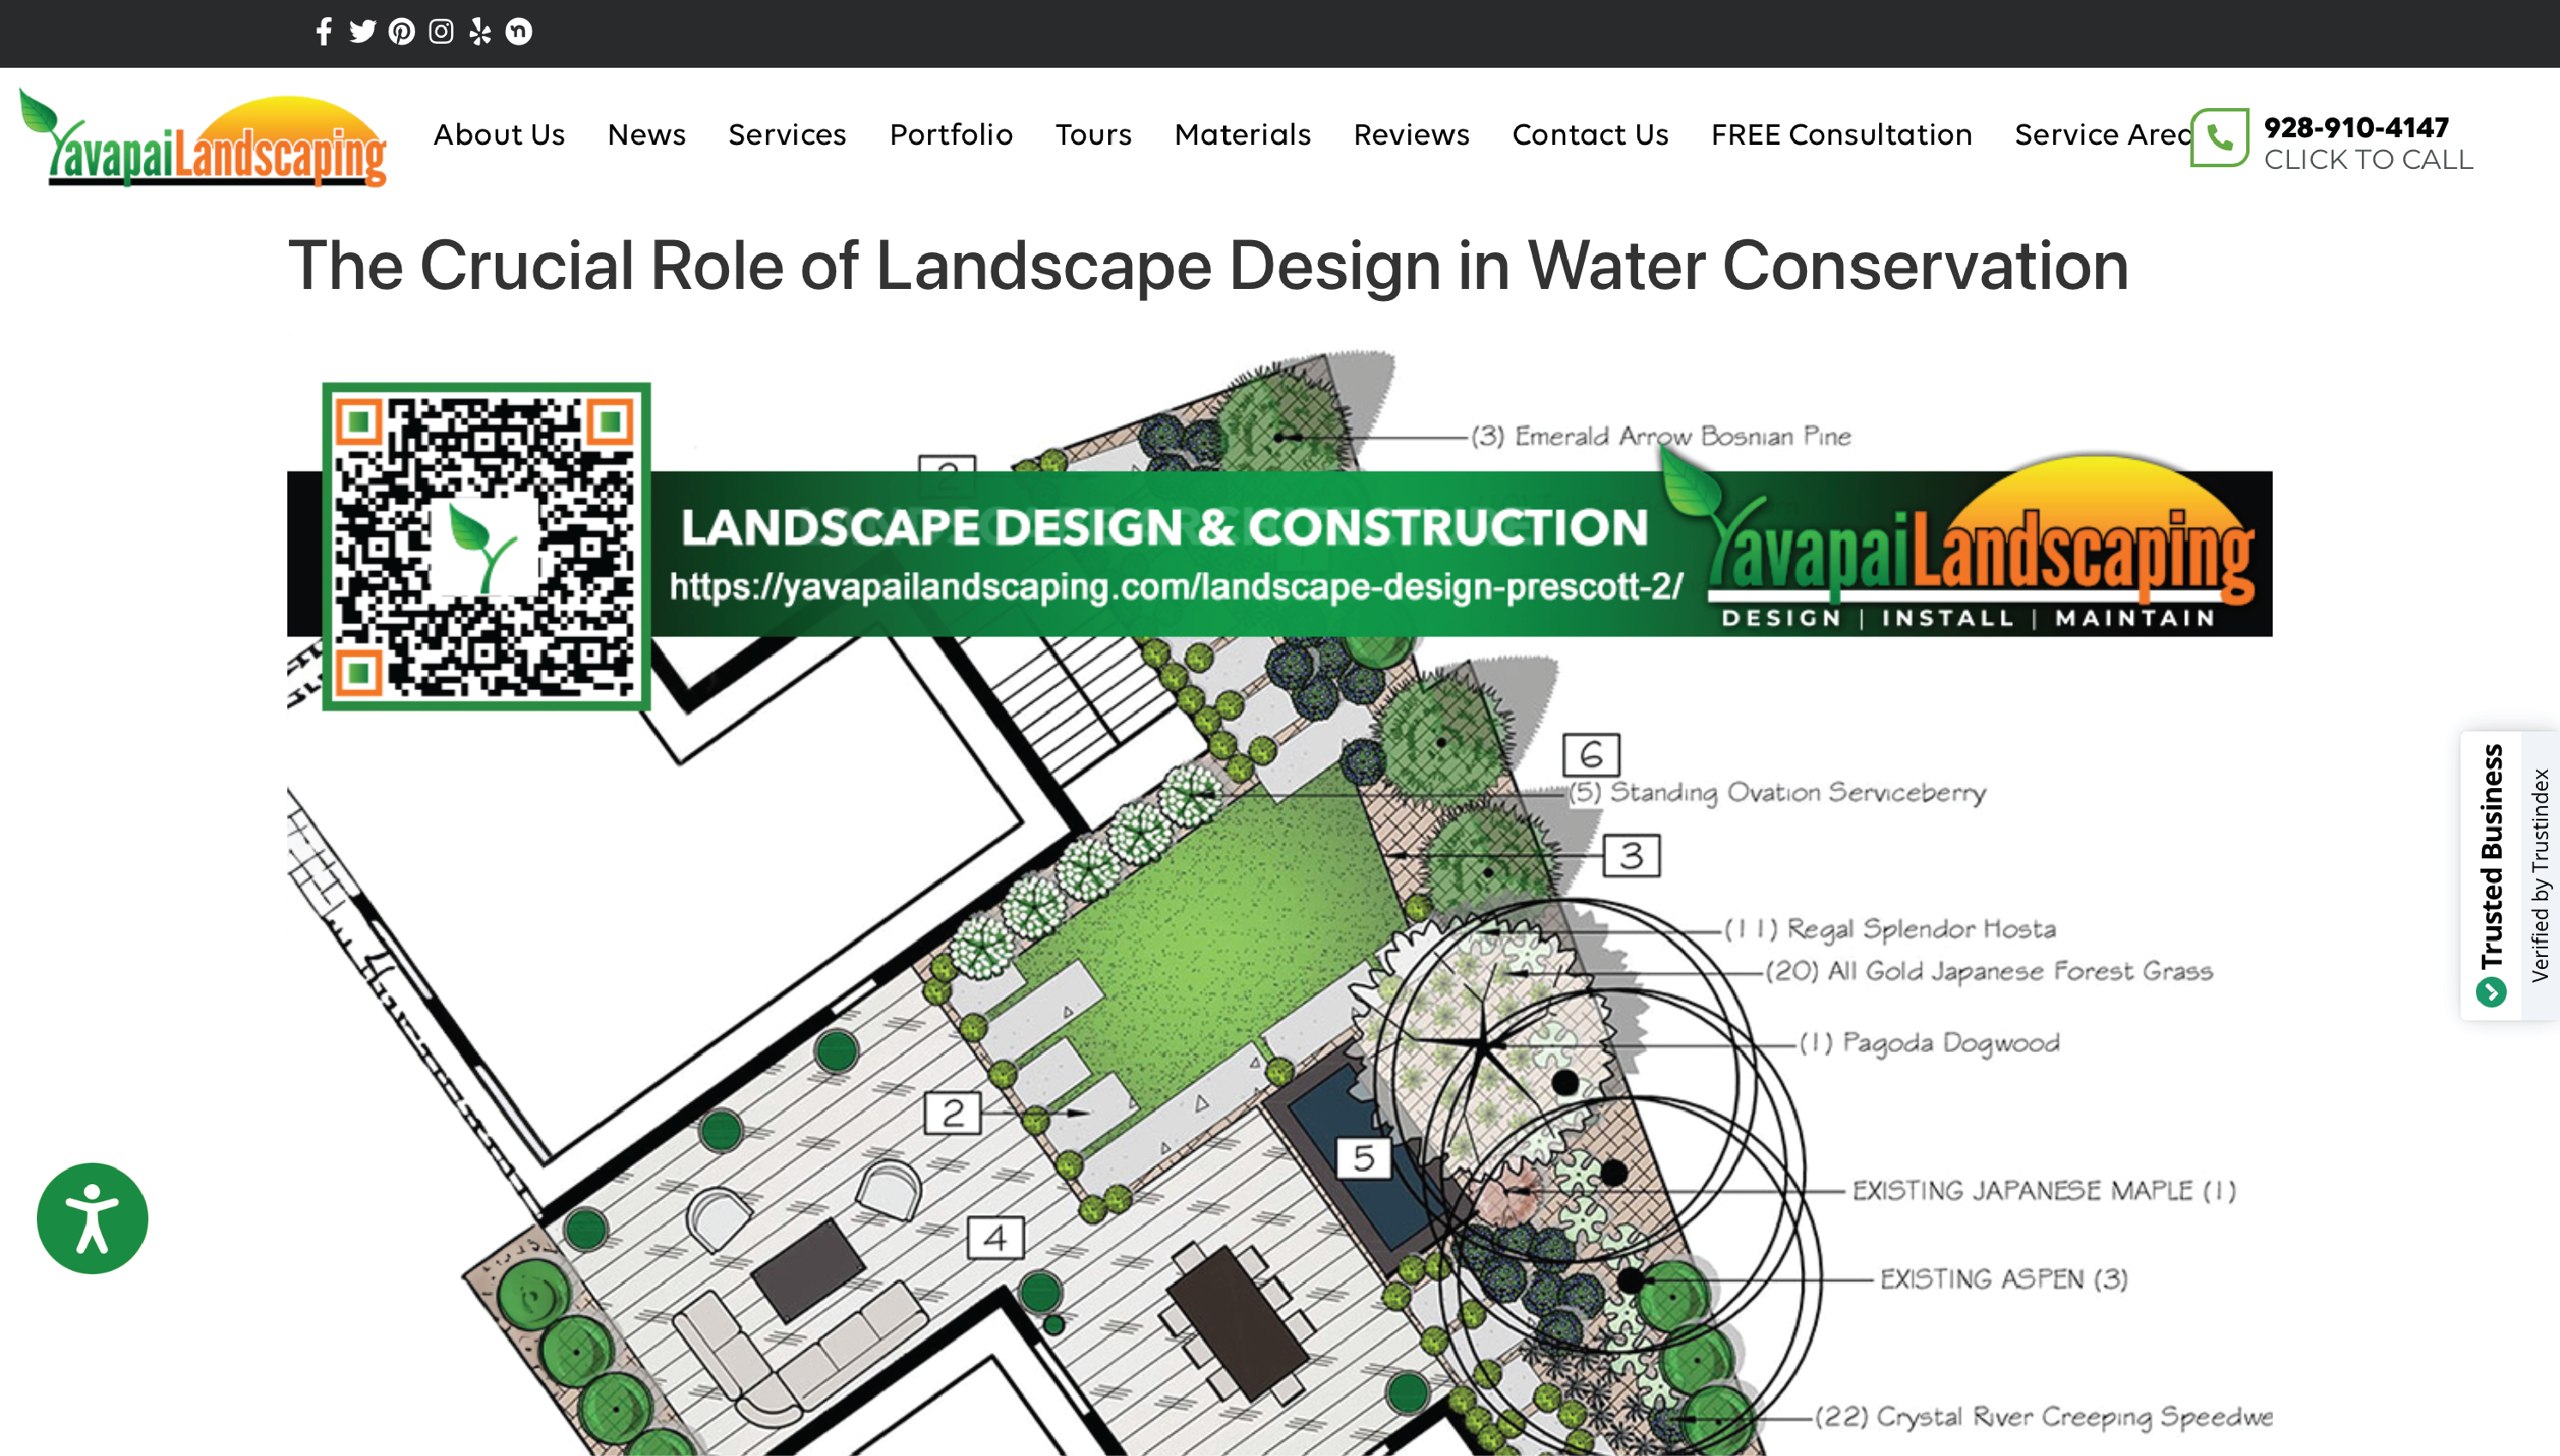 YavapaiLandscaping
About Us News Services Portfolio Tours Materials Reviews Contact Us FREE Consultation Service Area
928-910-4147
CLICK TO CALL
The Crucial Role of Landscape Design in Water Conservation
(3) Emerald Arrow Bosnian Pine
2
LANDSCAPE DESIGN & CONSTRUCTION
https://yavapailandscaping.com/landscape-design-prescott-2/
YavapaiLandscaping
DESIGN | INSTALL | MAINTAIN
6
(5) Standing Ovation Serviceberry
3
(11) Regal Splendor Hosta
(20) All Gold Japanese Forest Grass
(1) Pagoda Dogwood
2
5
EXISTING JAPANESE MAPLE (1)
4
EXISTING ASPEN (3)
(22) Crystal River Creeping Speedwe
Trusted Business
Verified by Trustindex